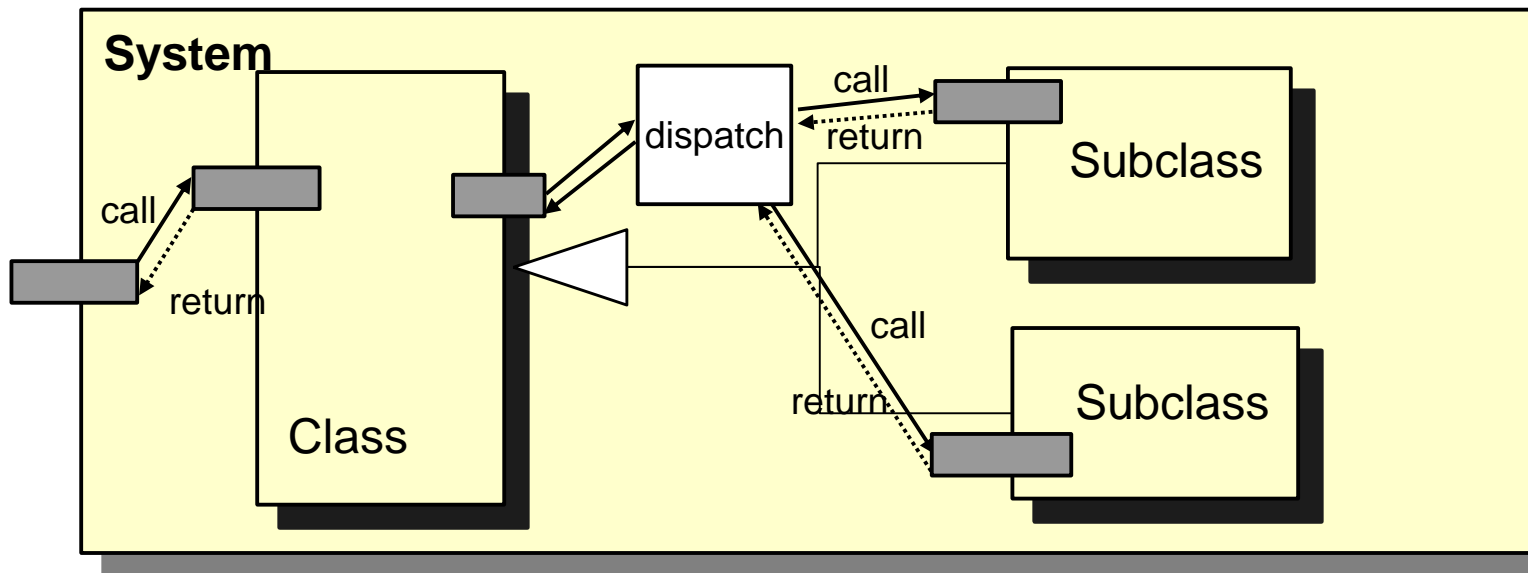 System
call
dispatch
return
Subclass
call
return
call
return
Subclass
Class